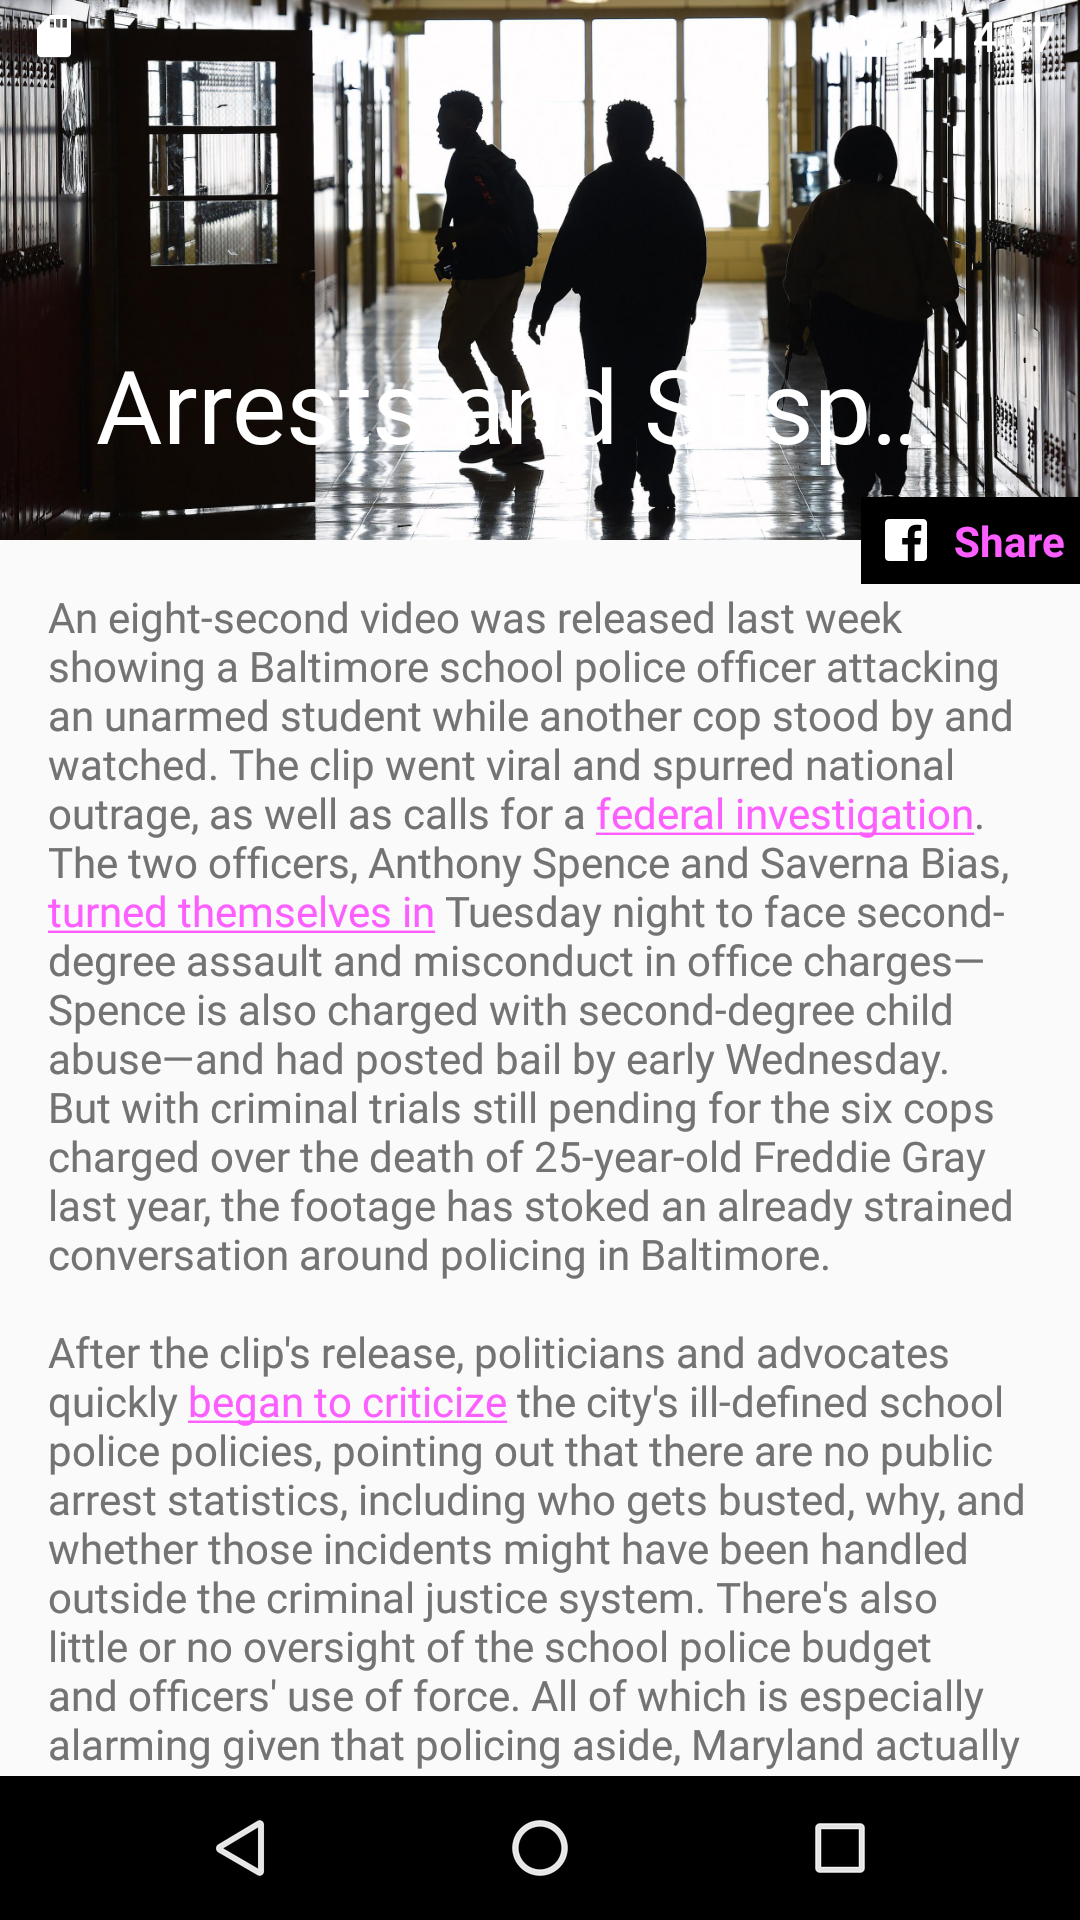 4:57
Arrests and Susp...
Share
An eight-second video was released last week
showing a Baltimore school police officer attacking
an unarmed student while another cop stood by and
watched. The clip went viral and spurred national
outrage, as well as calls for a federal investigation.
The two officers, Anthony Spence and Saverna Bias,
turned themselves in Tuesday night to face second-
degree assault and misconduct in office charges—
Spence is also charged with second-degree child
abuse—and had posted bail by early Wednesday.
But with criminal trials still pending for the six cops
charged over the death of 25-year-old Freddie Gray
last year, the footage has stoked an already strained
conversation around policing in Baltimore.
After the clip's release, politicians and advocates
quickly began to criticize the city's ill-defined school
police policies, pointing out that there are no public
arrest statistics, including who gets busted, why, and
whether those incidents might have been handled
outside the criminal justice system. There's also
little or no oversight of the school police budget
and officers' use of force. All of which is especially
alarming given that policing aside, Maryland actually